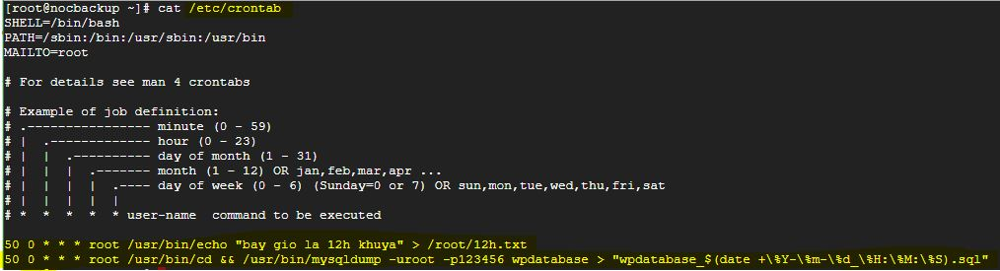 [root@nocbackup ~]# cat /etc/crontab
SHELL=/bin/bash
PATH=/sbin:/bin:/usr/sbin:/usr/bin
MAILTO=root
# For details see man 4 crontabs
# Example of job definition:
# .---------------- minute (0 - 59)
# |  .------------- hour (0 - 23)
# |  |  .---------- day of month (1 - 31)
# |  |  |  .------- month (1 - 12) OR jan,feb,mar,apr ...
# |  |  |  |  .---- day of week (0 - 6) (Sunday=0 or 7) OR sun,mon,tue,wed,thu,fri,sat
# |  |  |  |  |
# *  *  *  *  * user-name  command to be executed
50 0 * * * root /usr/bin/echo "bay gio la 12h khuya" > /root/12h.txt
50 0 * * * root /usr/bin/cd && /usr/bin/mysqldump -uroot -p123456 wpdatabase > "wpdatabase_$(date +\%Y-\%m-\%d_\%H:\%M:\%S).sql"